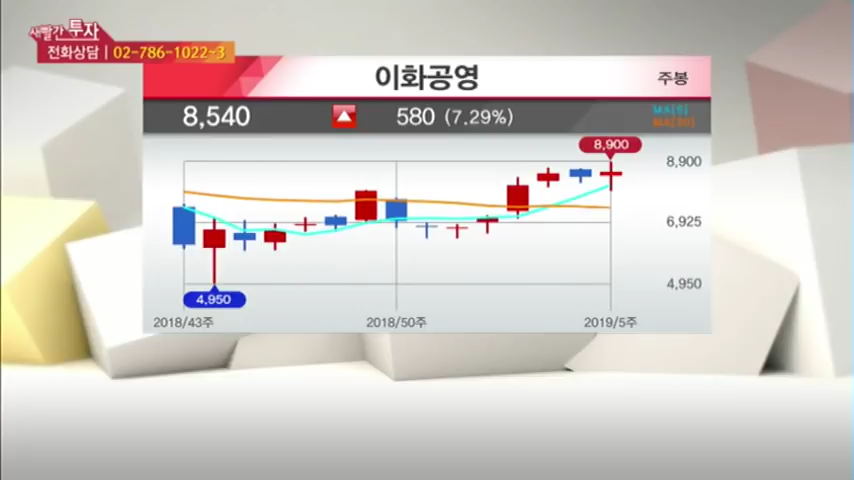 새빨간 투자
전화상담 | 02-786-1022~3
이화공영
주봉
8,540
580 (7.29%)
8,900
8,900
6,925
4,950
4,950
2018/43주
2018/50주
2019/5주